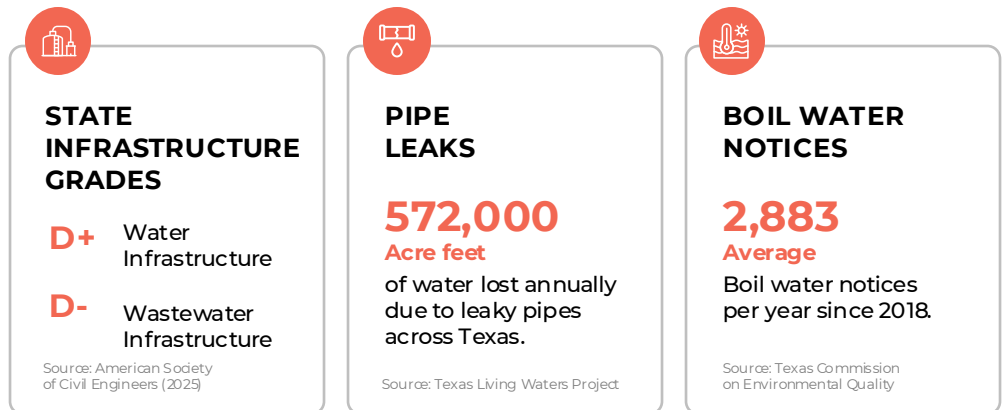 STATE
INFRASTRUCTURE
GRADES
D+ Water
Infrastructure
D- Wastewater
Infrastructure
Source: American Society
of Civil Engineers (2025)
PIPE
LEAKS
572,000
Acre feet
of water lost annually
due to leaky pipes
across Texas.
Source: Texas Living Waters Project
BOIL WATER
NOTICES
2,883
Average
Boil water notices
per year since 2018.
Source: Texas Commission
on Environmental Quality